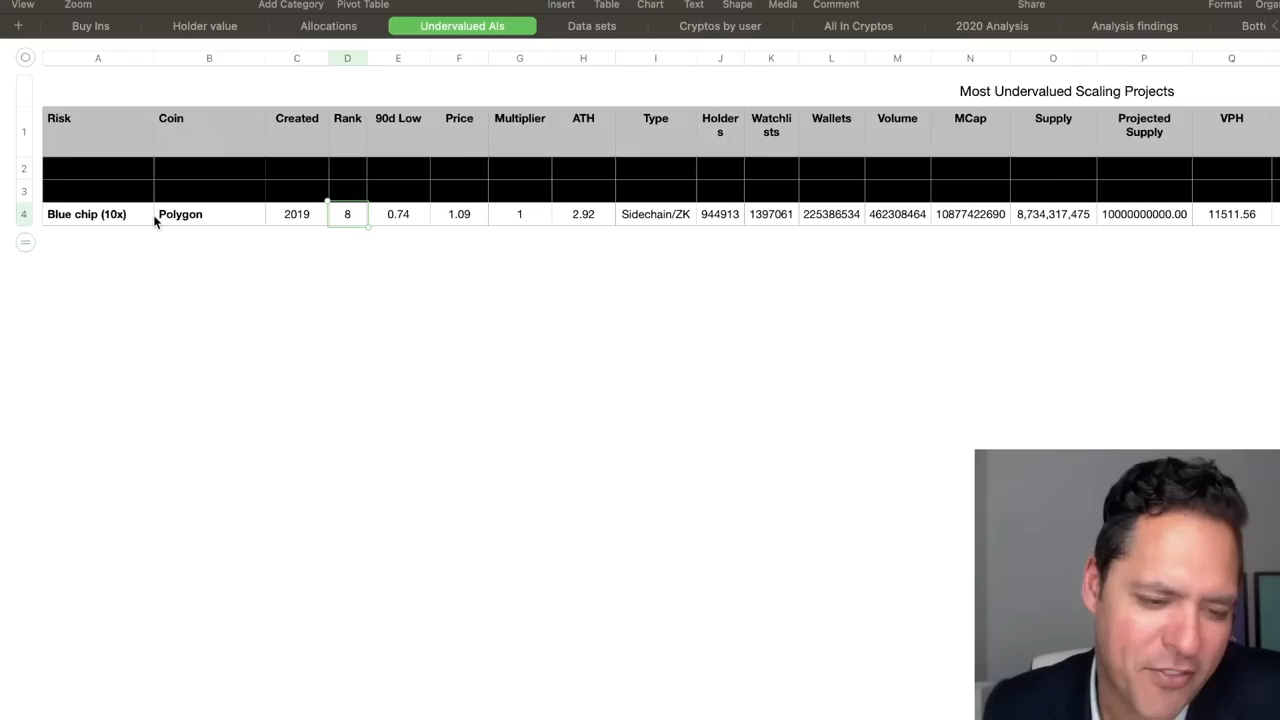 View Zoom Add Category Pivot Table Insert Table Chart Text Shape Media Comment Share Format Orga
+ Buy Ins Holder value Allocations Undervalued AIs Data sets Cryptos by user All In Cryptos 2020 Analysis Analysis findings Bott
A B C D E F G H I J K L M N O P Q
Most Undervalued Scaling Projects
1 Risk Coin Created Rank 90d Low Price Multiplier ATH Type Holders Watchlists Wallets Volume MCap Supply Projected Supply VPH
2
3
4 Blue chip (10x) Polygon 2019 8 0.74 1.09 1 2.92 Sidechain/ZK 944913 1397061 225386534 462308464 10877422690 8,734,317,475 10000000000.00 11511.56